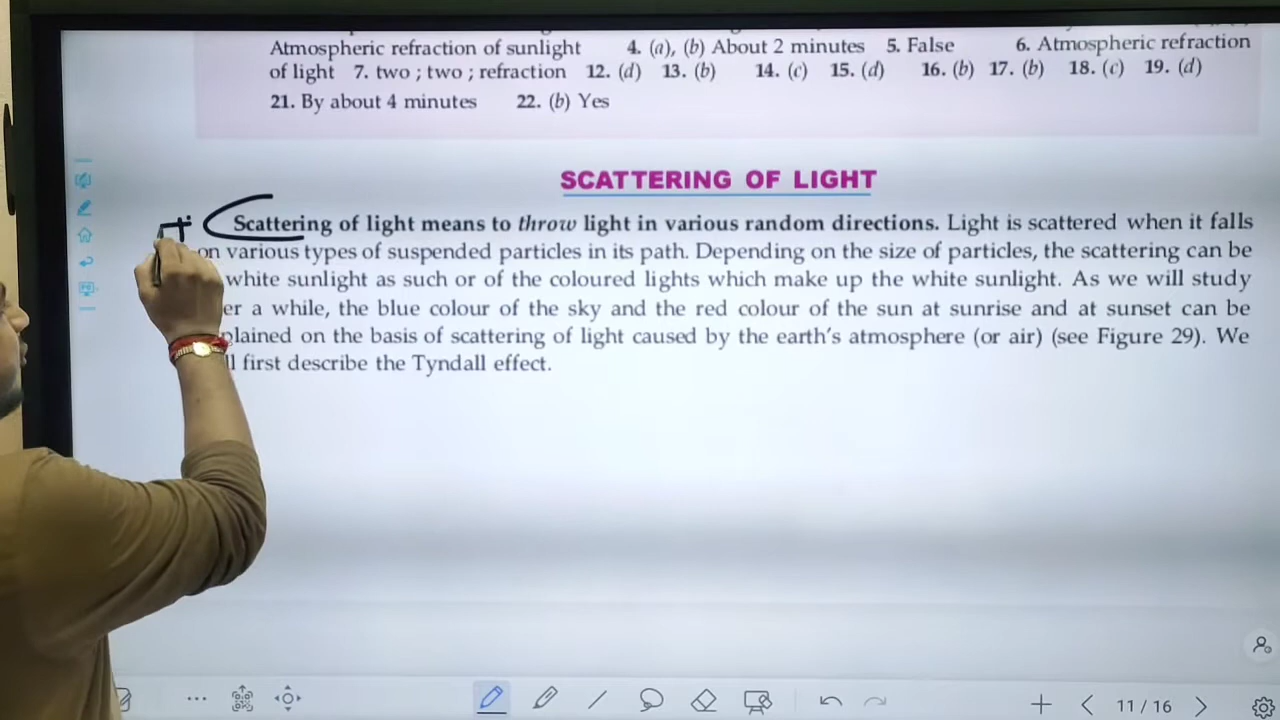 Atmospheric refraction of sunlight 4. (a), (b) About 2 minutes 5. False 6. Atmospheric refraction
of light 7. two ; two ; refraction 12. (d) 13. (b) 14. (c) 15. (d) 16. (b) 17. (b) 18. (c) 19. (d)
21. By about 4 minutes 22. (b) Yes
SCATTERING OF LIGHT
Scattering of light means to throw light in various random directions. Light is scattered when it falls
on various types of suspended particles in its path. Depending on the size of particles, the scattering can be
white sunlight as such or of the coloured lights which make up the white sunlight. As we will study
er a while, the blue colour of the sky and the red colour of the sun at sunrise and at sunset can be
plained on the basis of scattering of light caused by the earth's atmosphere (or air) (see Figure 29). We
ll first describe the Tyndall effect.
11 / 16